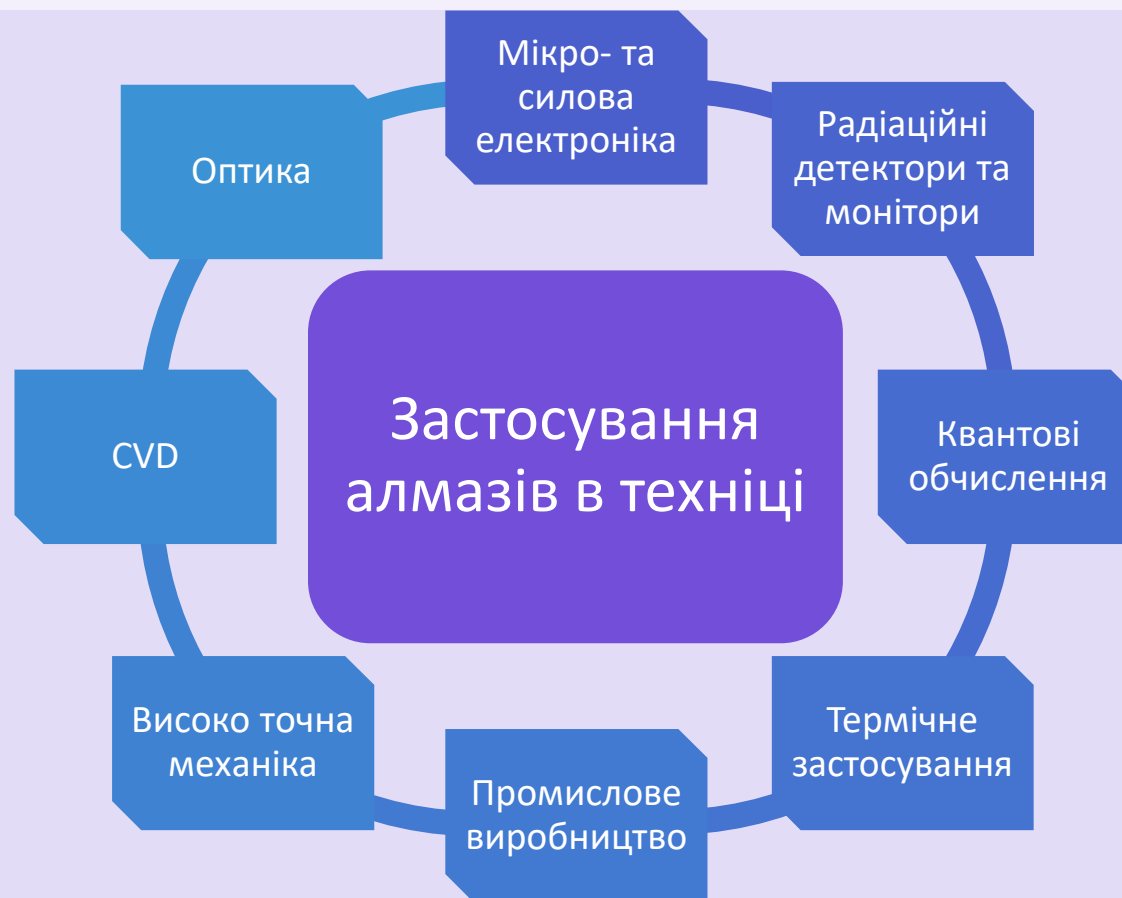 Мікро- та
силова
електроніка
Радіаційні
детектори та
монітори
Квантові
обчислення
Термічне
застосування
Промислове
виробництво
Високо точна
механіка
CVD
Оптика
Застосування
алмазів в техніці